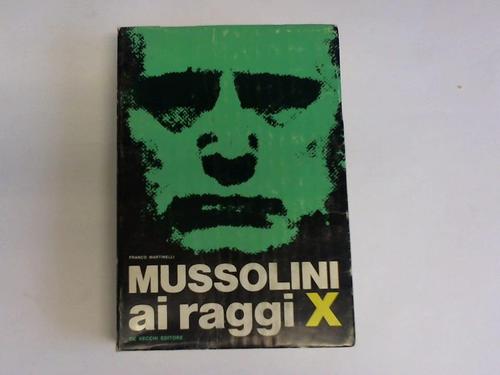 FRANCO MARTINELLI
MUSSOLINI
ai raggi X
DE VECCHI EDITORE